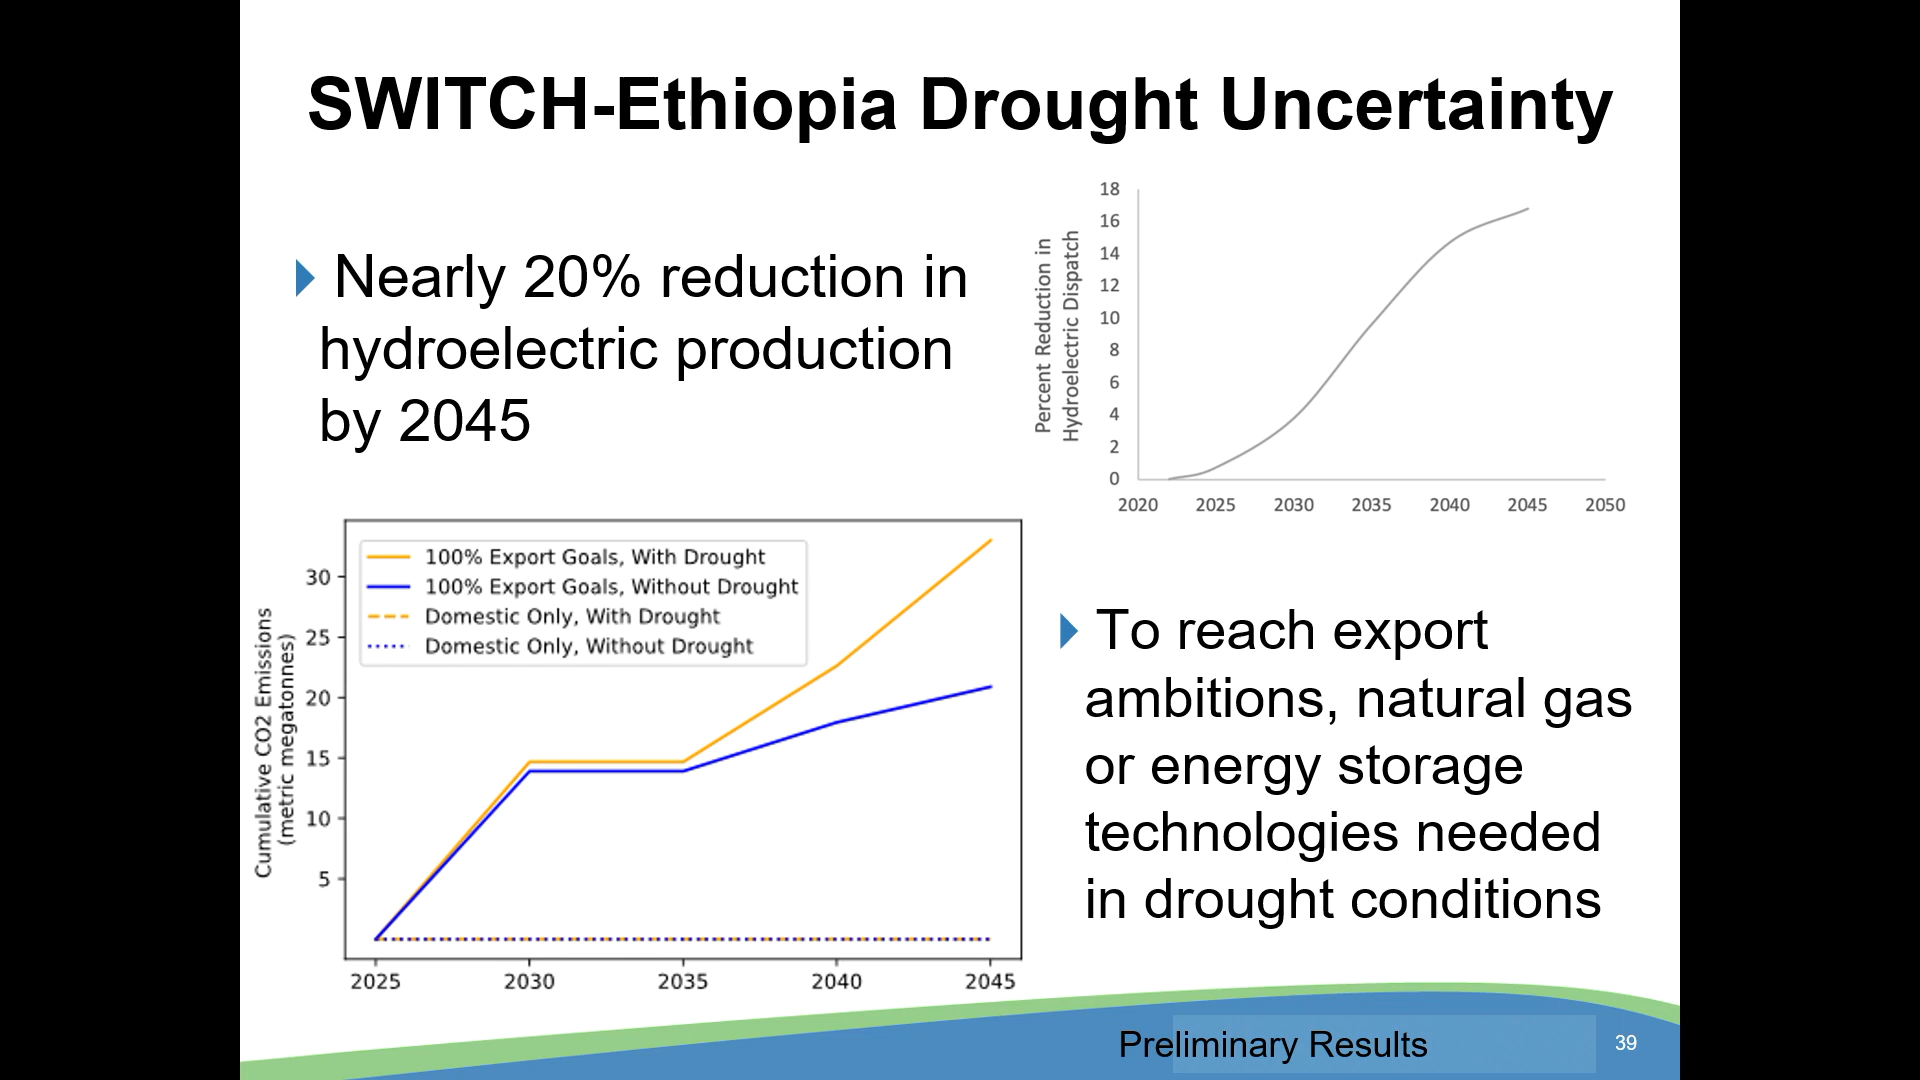 SWITCH-Ethiopia Drought Uncertainty
Nearly 20% reduction in
hydroelectric production
by 2045
Percent Reduction in
Hydroelectric Dispatch
18
16
14
12
10
8
6
4
2
0
2020 2025 2030 2035 2040 2045 2050
Cumulative CO2 Emissions
(metric megatonnes)
30
25
20
15
10
5
100% Export Goals, With Drought
100% Export Goals, Without Drought
Domestic Only, With Drought
Domestic Only, Without Drought
2025 2030 2035 2040 2045
To reach export
ambitions, natural gas
or energy storage
technologies needed
in drought conditions
Preliminary Results
39